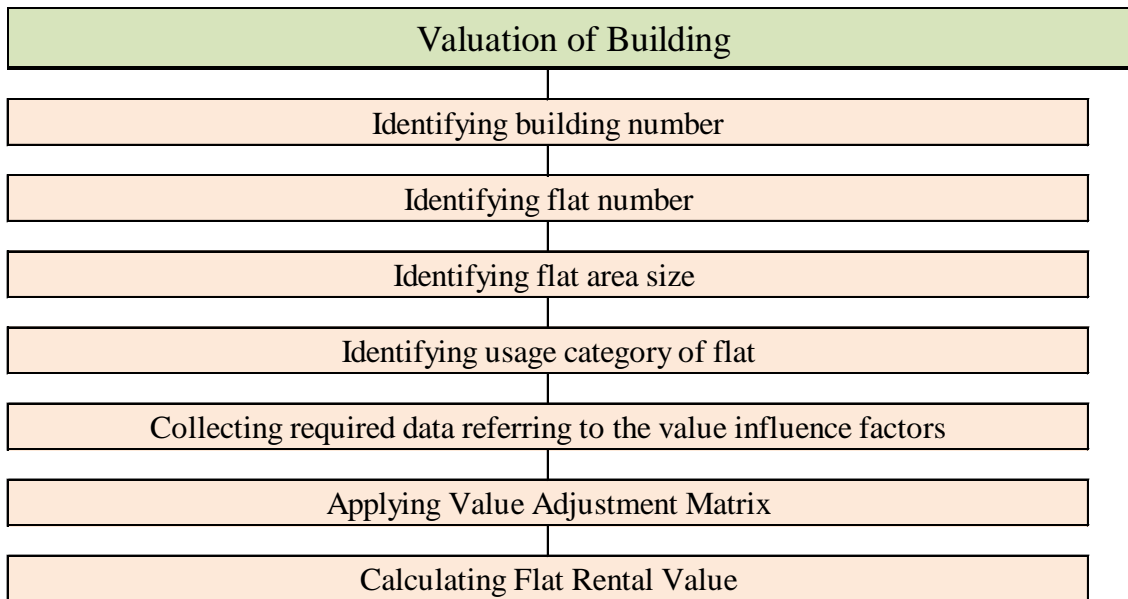 Valuation of Building
Identifying building number
Identifying flat number
Identifying flat area size
Identifying usage category of flat
Collecting required data referring to the value influence factors
Applying Value Adjustment Matrix
Calculating Flat Rental Value